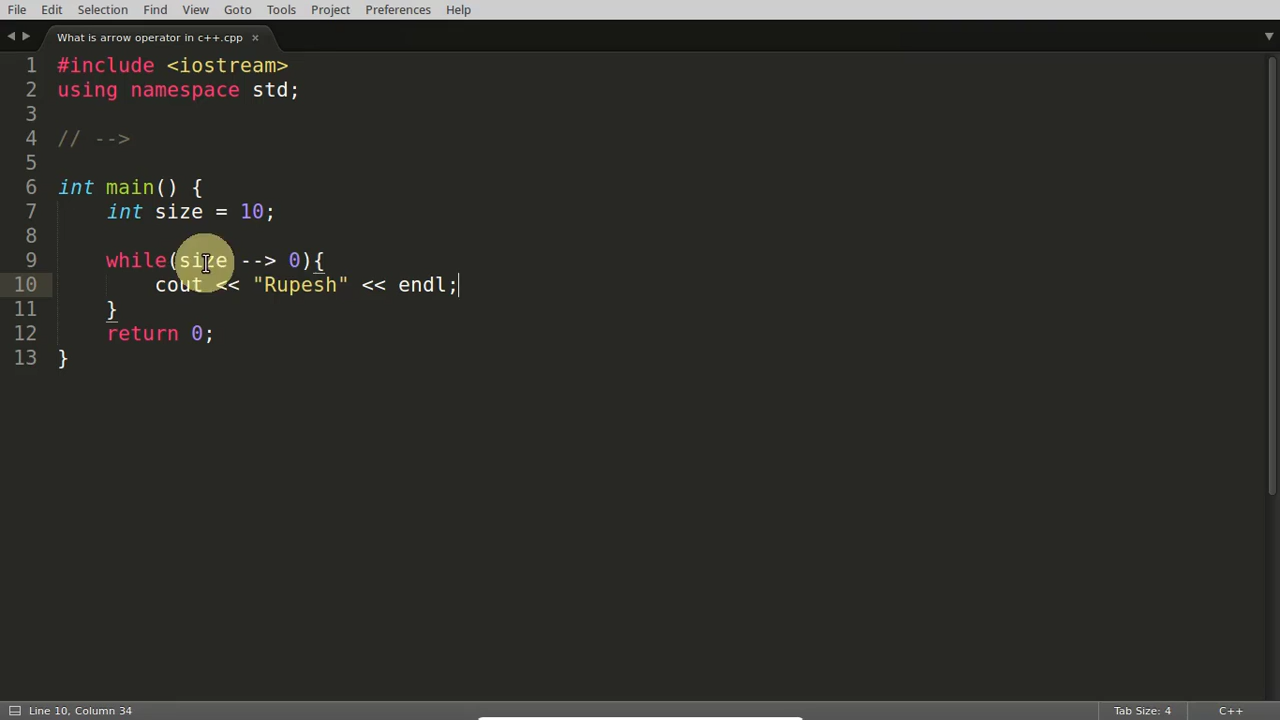 File Edit Selection Find View Goto Tools Project Preferences Help
What is arrow operator in c++.cpp ×
1 #include <iostream>
2 using namespace std;
3
4 // -->
5
6 int main() {
7 int size = 10;
8
9 while(size --> 0){
10 cout << "Rupesh" << endl;
11 }
12 return 0;
13 }
Line 10, Column 34 Tab Size: 4 C++